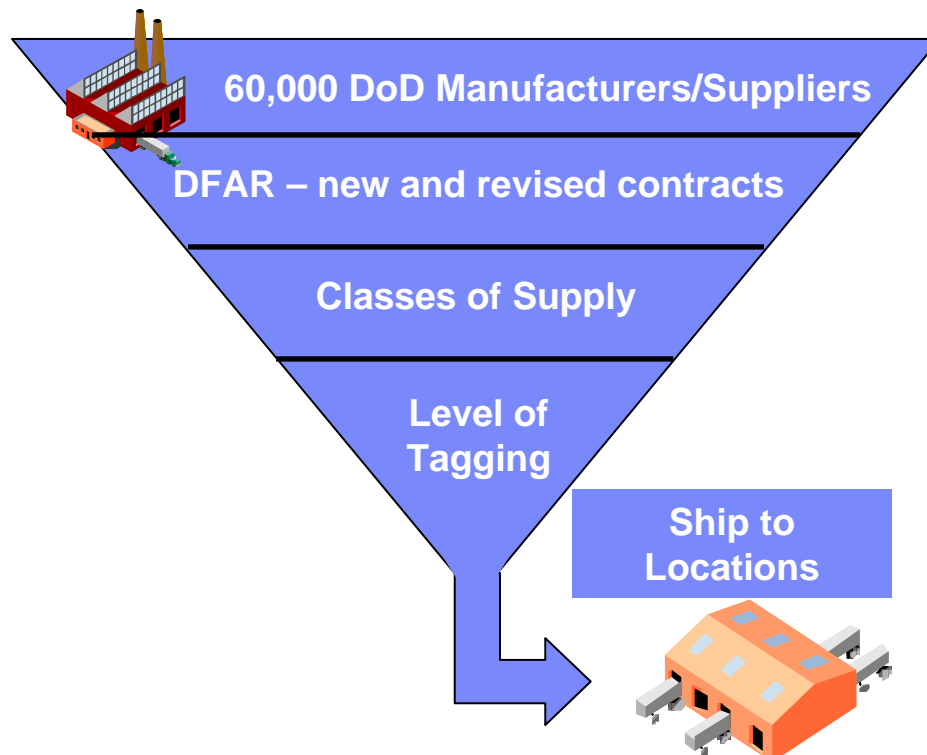 60,000 DoD Manufacturers/Suppliers
DFAR – new and revised contracts
Classes of Supply
Level of
Tagging
Ship to
Locations